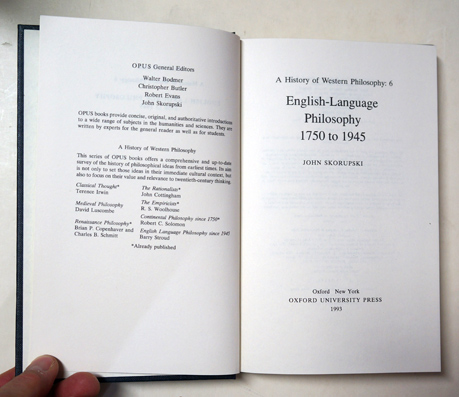 OPUS General Editors
Walter Bodmer
Christopher Butler
Robert Evans
John Skorupski
OPUS books provide concise, original, and authoritative introductions
to a wide range of subjects in the humanities and sciences. They are
written by experts for the general reader as well as for students.
A History of Western Philosophy
This series of OPUS books offers a comprehensive and up-to-date
survey of the history of philosophical ideas from earliest times. Its aim
is not only to set those ideas in their immediate cultural context, but
also to focus on their value and relevance to twentieth-century thinking.
Classical Thought*
Terence Irwin
Medieval Philosophy
David Luscombe
Renaissance Philosophy*
Brian P. Copenhaver and
Charles B. Schmitt
The Rationalists*
John Cottingham
The Empiricists*
R. S. Woolhouse
Continental Philosophy since 1750*
Robert C. Solomon
English Language Philosophy since 1945
Barry Stroud
*Already published
A History of Western Philosophy: 6
English-Language
Philosophy
1750 to 1945
JOHN SKORUPSKI
Oxford New York
OXFORD UNIVERSITY PRESS
1993